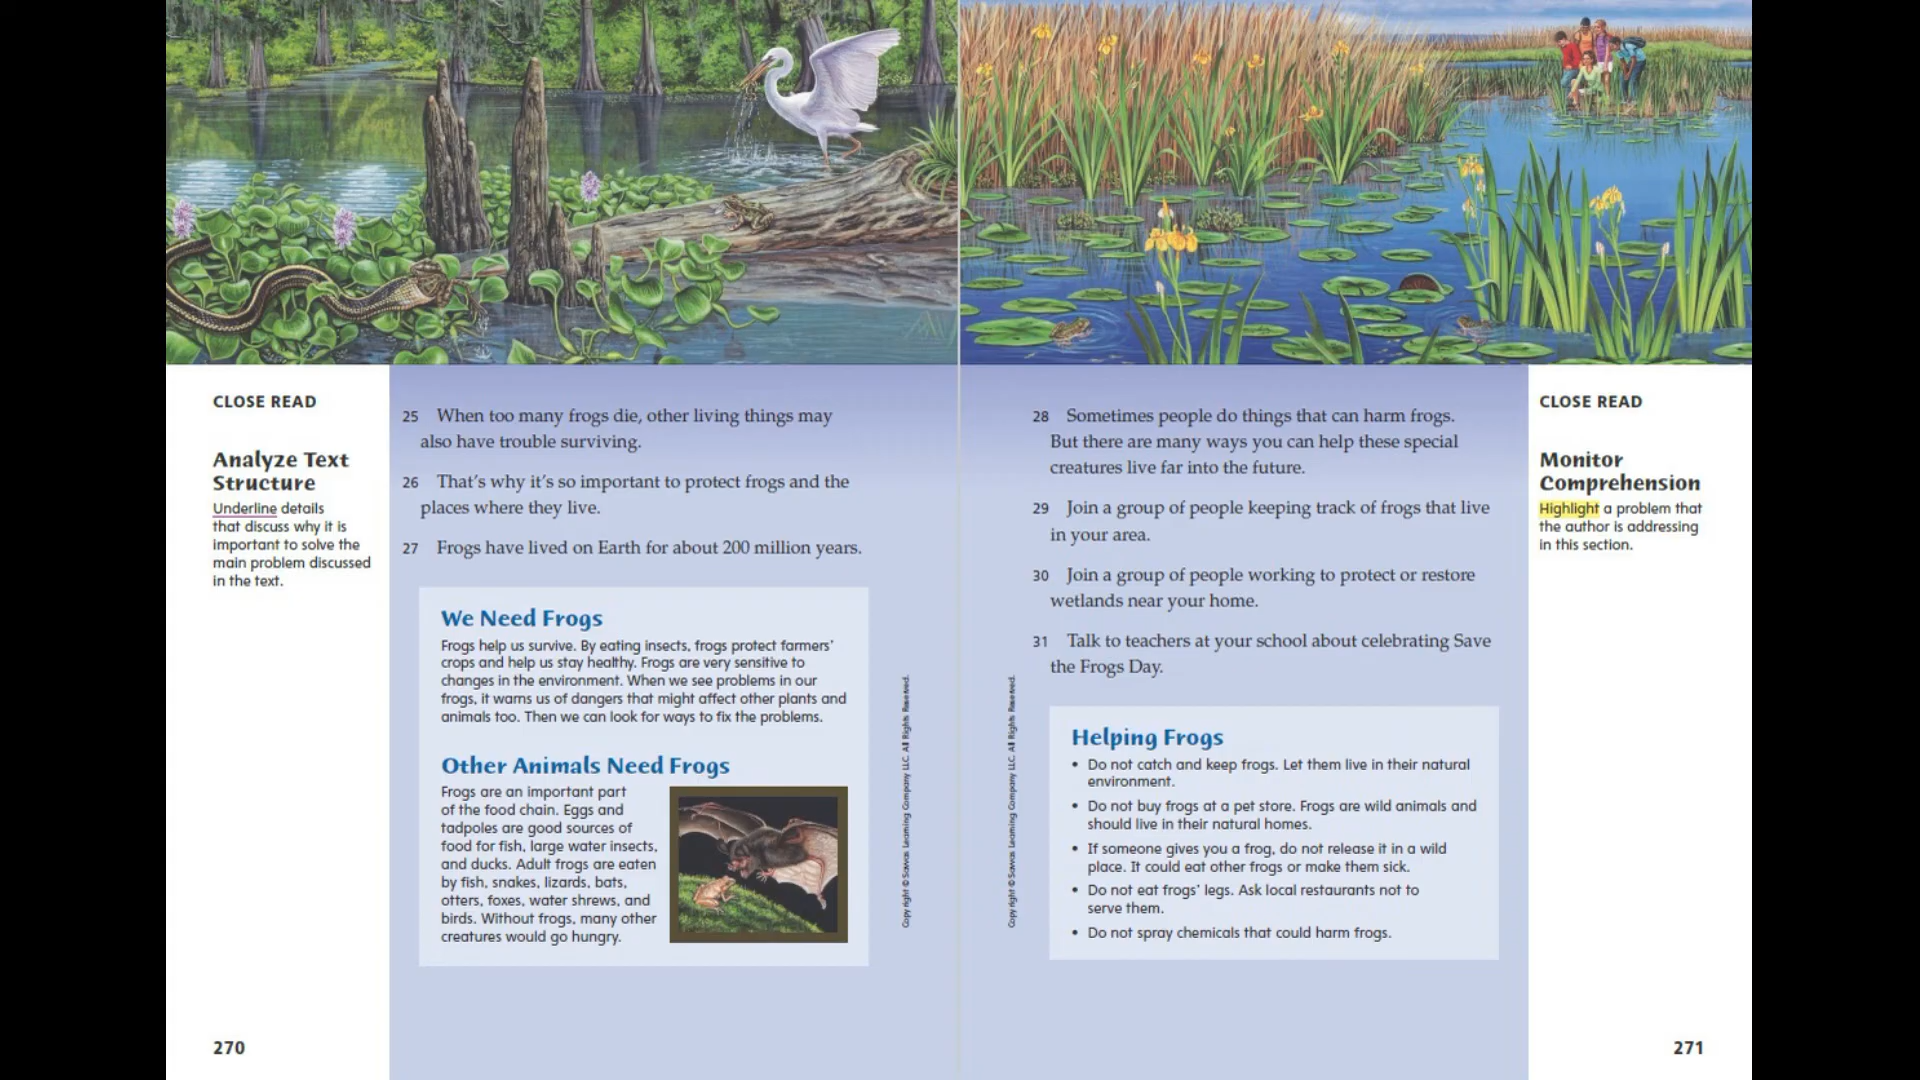 CLOSE READ
Analyze Text
Structure
Underline details
that discuss why it is
important to solve the
main problem discussed
in the text.
25 When too many frogs die, other living things may
also have trouble surviving.
26 That's why it's so important to protect frogs and the
places where they live.
27 Frogs have lived on Earth for about 200 million years.
We Need Frogs
Frogs help us survive. By eating insects, frogs protect farmers'
crops and help us stay healthy. Frogs are very sensitive to
changes in the environment. When we see problems in our
frogs, it warns us of dangers that might affect other plants and
animals too. Then we can look for ways to fix the problems.
Other Animals Need Frogs
Frogs are an important part
of the food chain. Eggs and
tadpoles are good sources of
food for fish, large water insects,
and ducks. Adult frogs are eaten
by fish, snakes, lizards, bats,
otters, foxes, water shrews, and
birds. Without frogs, many other
creatures would go hungry.
Copyright © Savvas Learning Company LLC. All Rights Reserved.
270
28 Sometimes people do things that can harm frogs.
But there are many ways you can help these special
creatures live far into the future.
29 Join a group of people keeping track of frogs that live
in your area.
30 Join a group of people working to protect or restore
wetlands near your home.
31 Talk to teachers at your school about celebrating Save
the Frogs Day.
Copyright © Savvas Learning Company LLC. All Rights Reserved.
Helping Frogs
• Do not catch and keep frogs. Let them live in their natural
environment.
• Do not buy frogs at a pet store. Frogs are wild animals and
should live in their natural homes.
• If someone gives you a frog, do not release it in a wild
place. It could eat other frogs or make them sick.
• Do not eat frogs' legs. Ask local restaurants not to
serve them.
• Do not spray chemicals that could harm frogs.
CLOSE READ
Monitor
Comprehension
Highlight a problem that
the author is addressing
in this section.
271